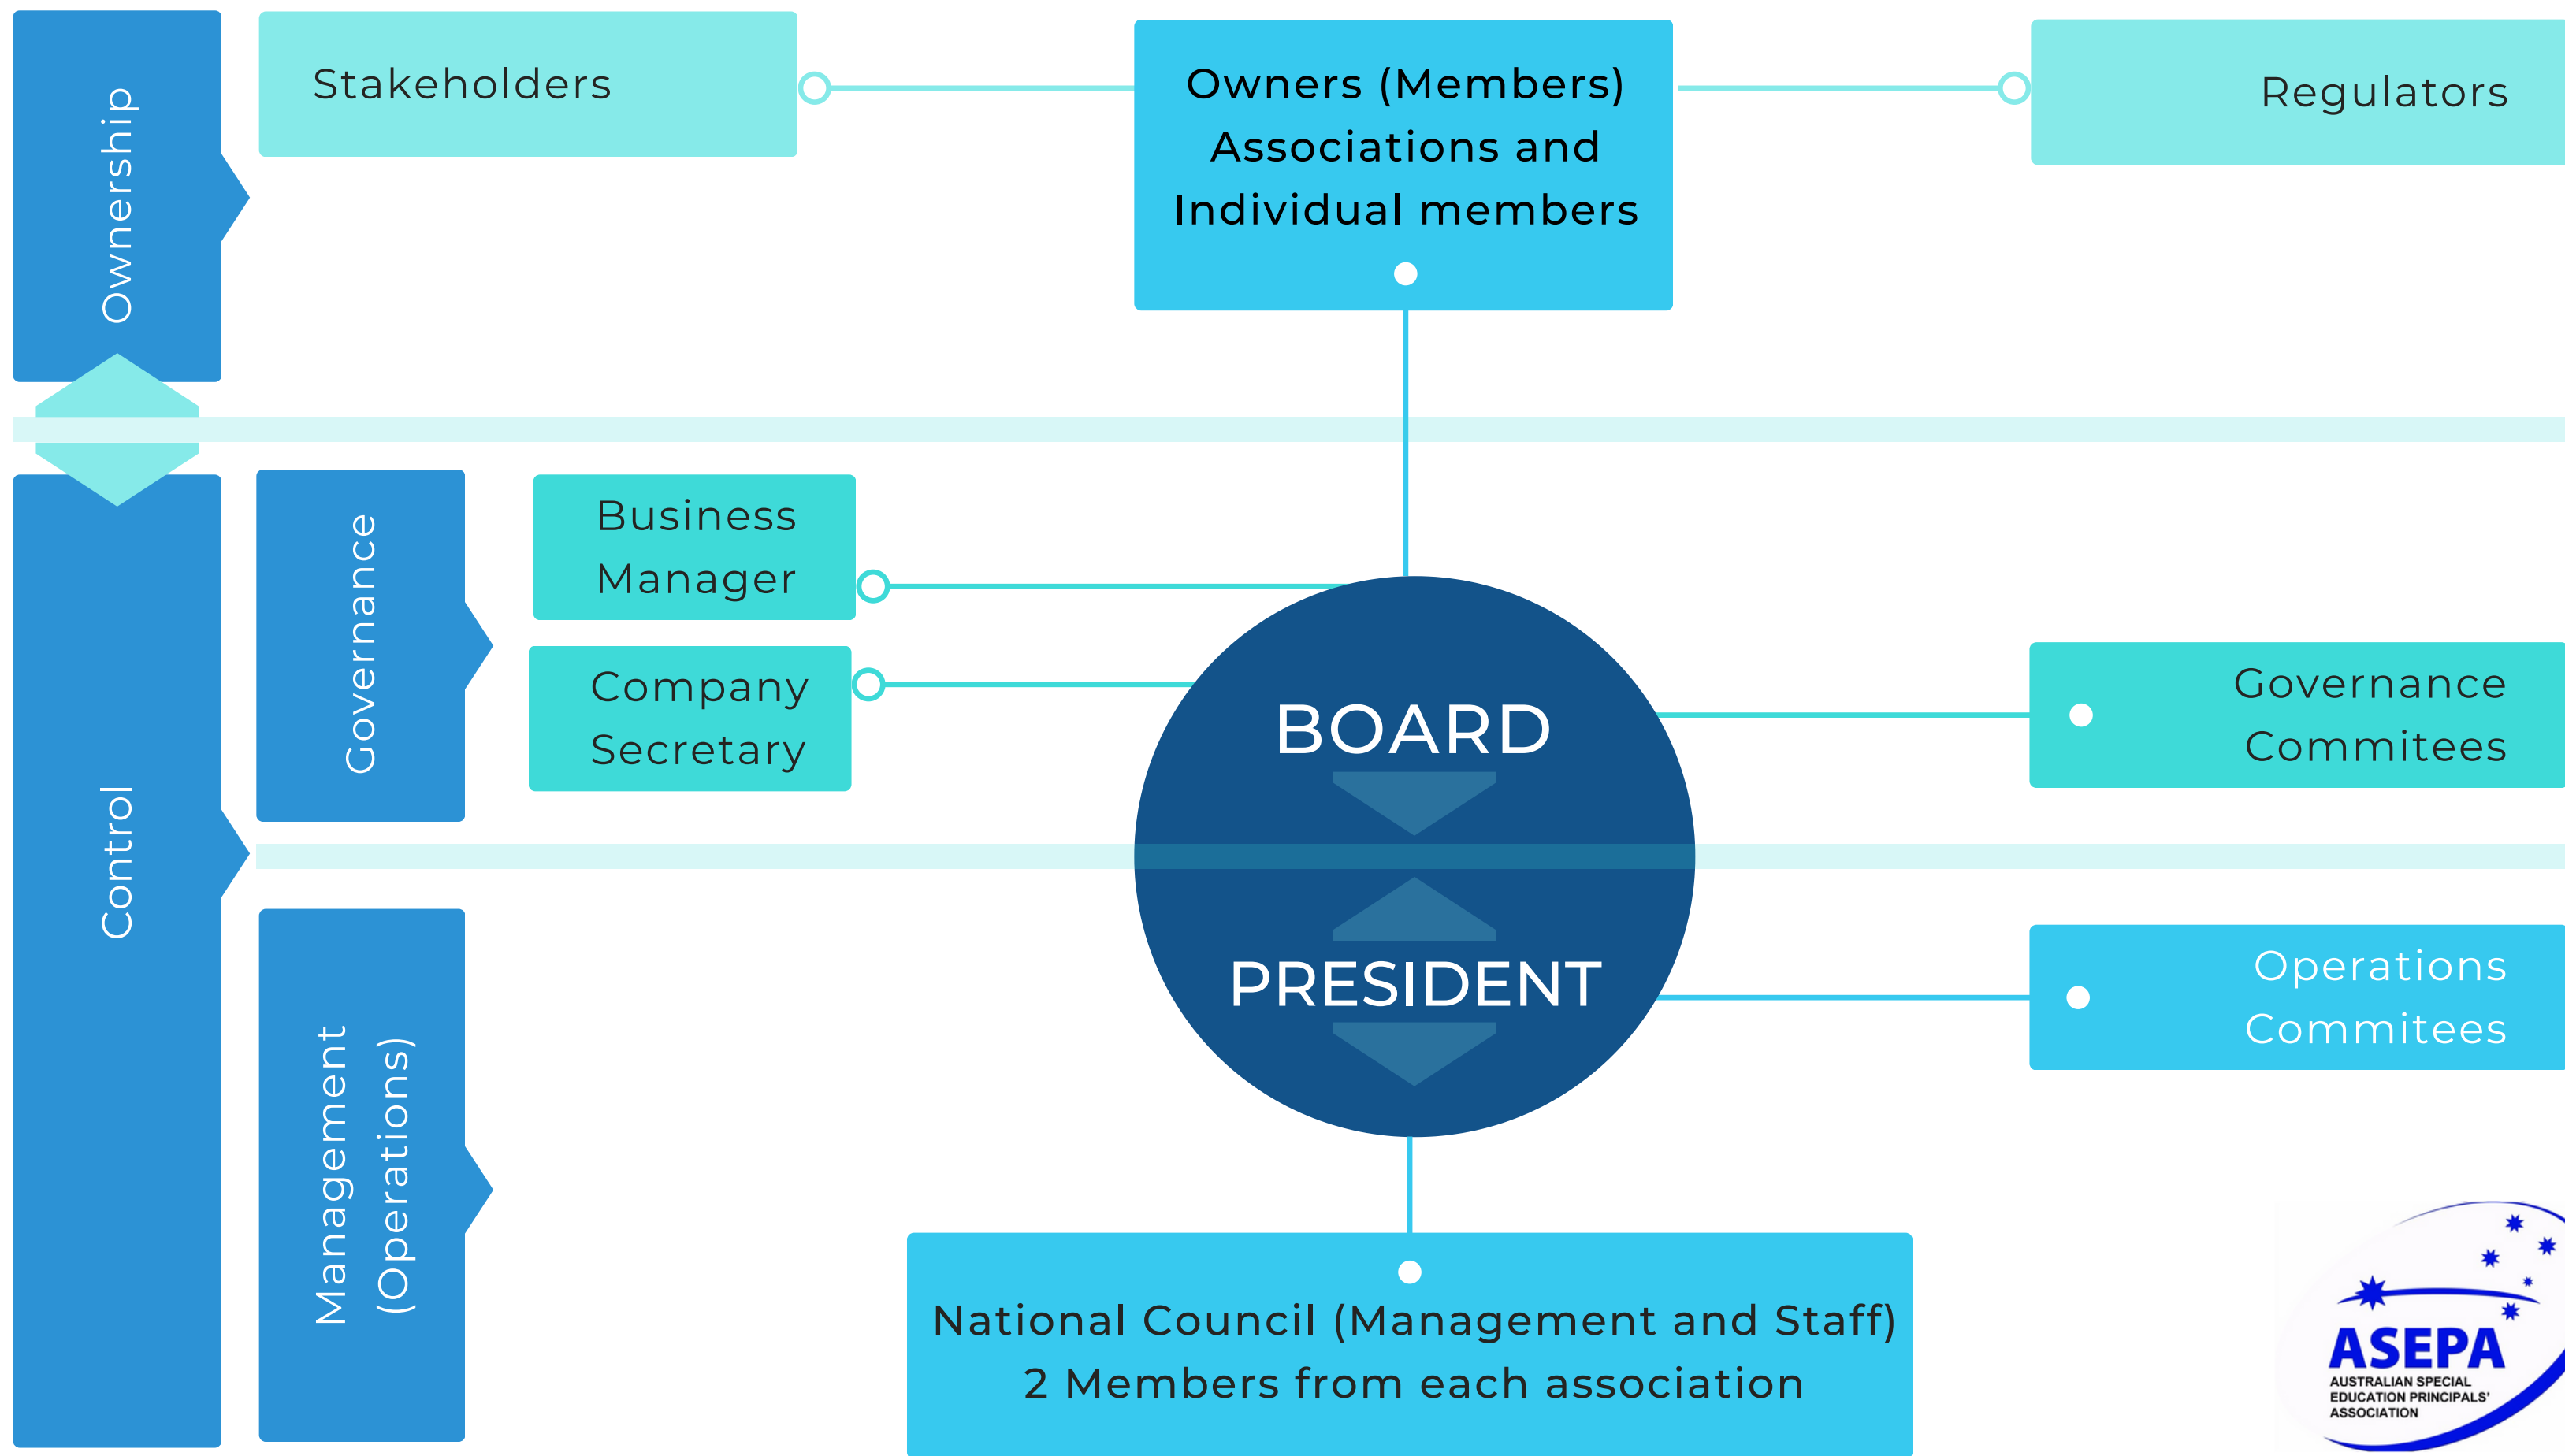 Ownership
Stakeholders
Owners (Members)
Associations and
Individual members
Regulators
Control
Governance
Business
Manager
Company
Secretary
BOARD
Governance
Commitees
PRESIDENT
Operations
Commitees
Management
(Operations)
National Council (Management and Staff)
2 Members from each association
ASEPA
AUSTRALIAN SPECIAL
EDUCATION PRINCIPALS'
ASSOCIATION